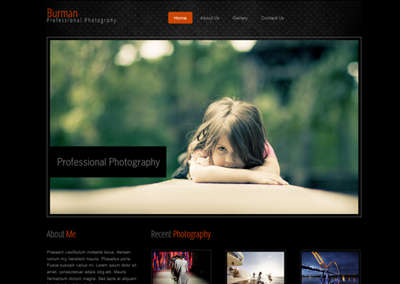 Burman
Professional Photogrphy
Home
About Us
Gallery
Contact Us
Professional Photography
About Me
Recent Photography
Praesent vestibulum molestie lacus. Aenean
nonummy hendrerit mauris. Phasellus porta.
Fusce suscipit varius mi. Lorem ipsum dolor sit
amet, consectetuer adipis cing elit. Mauris
fermentum dictum magna. Sed laore et aliquam